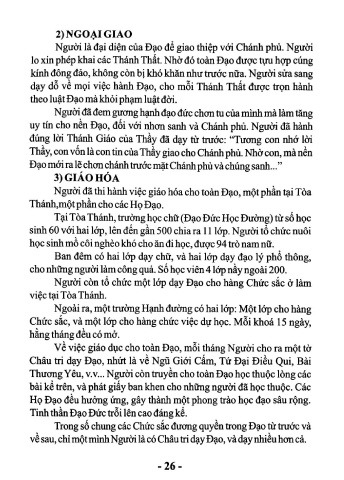 2) NGOẠI GIAO
Người là đại diện của Đạo để giao thiệp với Chánh phủ. Người
lo xin phép khai các Thánh Thất. Nhờ đó toàn Đạo được tựu hợp cúng
kính đông đảo, không còn bị khó khăn như trước nữa. Người sửa sang
dạy dỗ về mọi việc hành Đạo, cho mỗi Thánh Thất được trọn hành
theo luật Đạo mà khỏi phạm luật đời.
Người đã đem gương hạnh đạo đức chơn tu của mình mà làm tăng
uy tín cho nền Đạo, đối với nhơn sanh và Chánh phủ. Người đã hành
đúng lời Thánh Giáo của Thầy đã dạy từ trước: “Tương con nhớ lời
Thầy, con vốn là con tin của Thầy giao cho Chánh phủ. Nhờ con, mà nền
Đạo mới ra lẽ chơn chánh trước mặt Chánh phủ và chúng sanh...”
3) GIÁO HÓA
Người đã thi hành việc giáo hóa cho toàn Đạo, một phần tại Tòa
Thánh,một phần cho các Họ Đạo.
Tại Tòa Thánh, trường học chữ (Đạo Đức Học Đường) từ số học
sinh 60 với hai lớp, lên đến gần 500 chia ra 11 lớp. Người tổ chức nuôi
học sinh mồ côi nghèo khó cho ăn đi học, được 94 trò nam nữ.
Ban đêm có hai lớp dạy chữ, và hai lớp dạy đạo lý phổ thông,
cho những người làm công quả. Số học viên 4 lớp nầy ngoài 200.
Người còn tổ chức một lớp dạy Đạo cho hàng Chức sắc ở làm
việc tại Tòa Thánh.
Ngoài ra, một trường Hạnh đường có hai lớp: Một lớp cho hàng
Chức sắc, và một lớp cho hàng chức việc dự học. Mỗi khoá 15 ngày,
hằng tháng đều có mở.
Về việc giáo dục cho toàn Đạo, mỗi tháng Người cho ra một tờ
Châu tri dạy Đạo, nhứt là về Ngũ Giới Cấm, Tứ Đại Điều Qui, Bài
Thương Yêu, v.v... Người còn truyền cho toàn Đạo học thuộc lòng các
bài kể trên, và phát giấy ban khen cho những người đã học thuộc. Các
Họ Đạo đều hưởng ứng, gây thành một phong trào học đạo sâu rộng.
Tinh thần Đạo Đức trỗi lên cao đáng kể.
Trong số chung các Chức sắc đương quyền trong Đạo từ trước và
về sau, chỉ một mình Người là có Châu tri dạy Đạo, và dạy nhiều hơn cả.
- 26 -